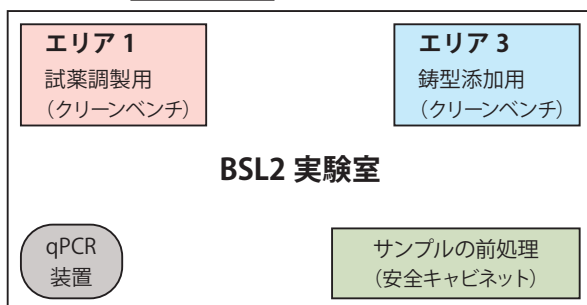 エリア 1
試薬調製用
（クリーンベンチ）
エリア 3
鋳型添加用
（クリーンベンチ）
BSL2 実験室
qPCR
装置
サンプルの前処理
（安全キャビネット）